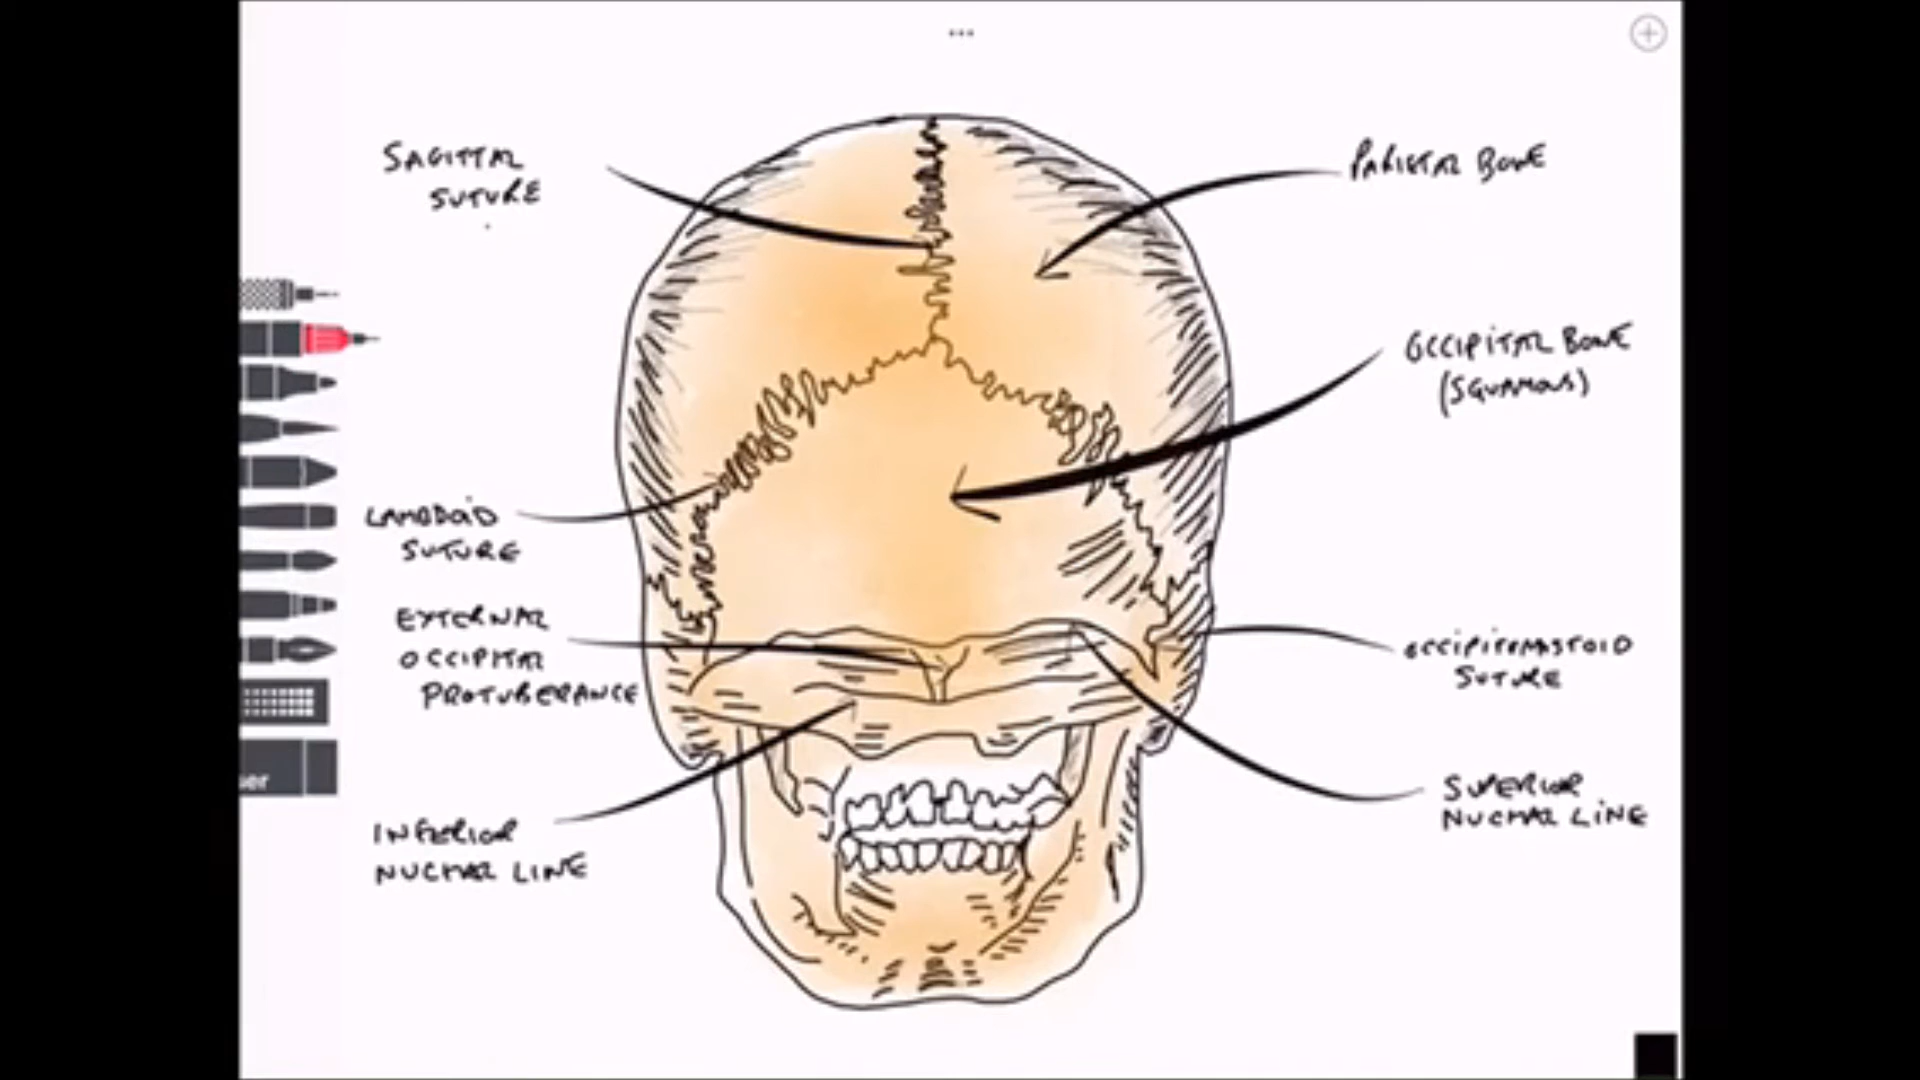 SAGITTAL
SUTURE
PARIETAL BONE
OCCIPITAL BONE
(SQUAMOUS)
LAMBDOID
SUTURE
EXTERNAL
OCCIPITAL
PROTUBERANCE
OCCIPITOMASTOID
SUTURE
SUPERIOR
NUCHAL LINE
INFERIOR
NUCHAL LINE